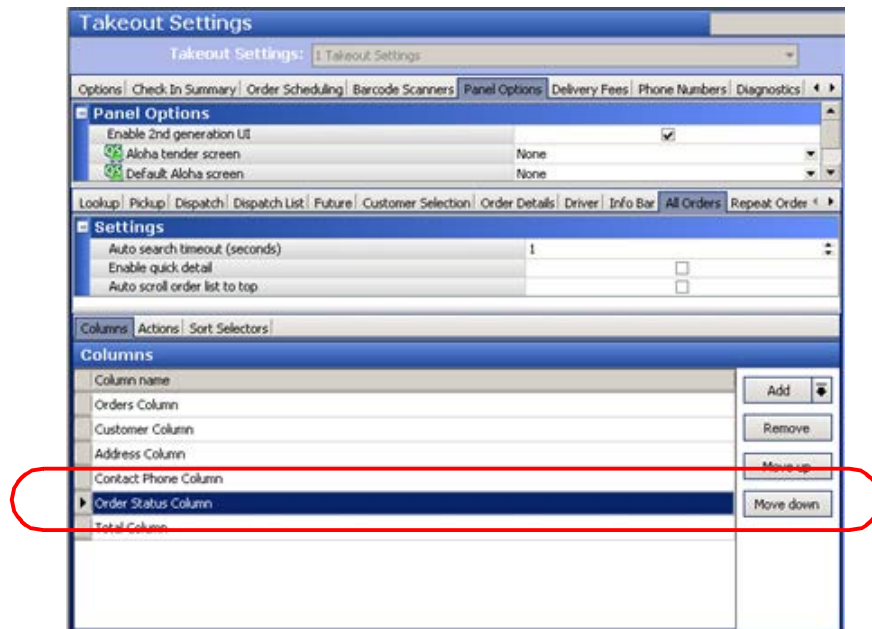 Takeout Settings
Takeout Settings: 1 Takeout Settings
Options Check In Summary Order Scheduling Barcode Scanners Panel Options Delivery Fees Phone Numbers Diagnostics
Panel Options
Enable 2nd generation UI
Aloha tender screen None
Default Aloha screen None
Lookup Pickup Dispatch Dispatch List Future Customer Selection Order Details Driver Info Bar All Orders Repeat Order
Settings
Auto search timeout (seconds) 1
Enable quick detail
Auto scroll order list to top
Columns Actions Sort Selectors
Columns
Column name
Add
Orders Column
Customer Column
Remove
Address Column
Move up
Contact Phone Column
Order Status Column
Move down
Total Column